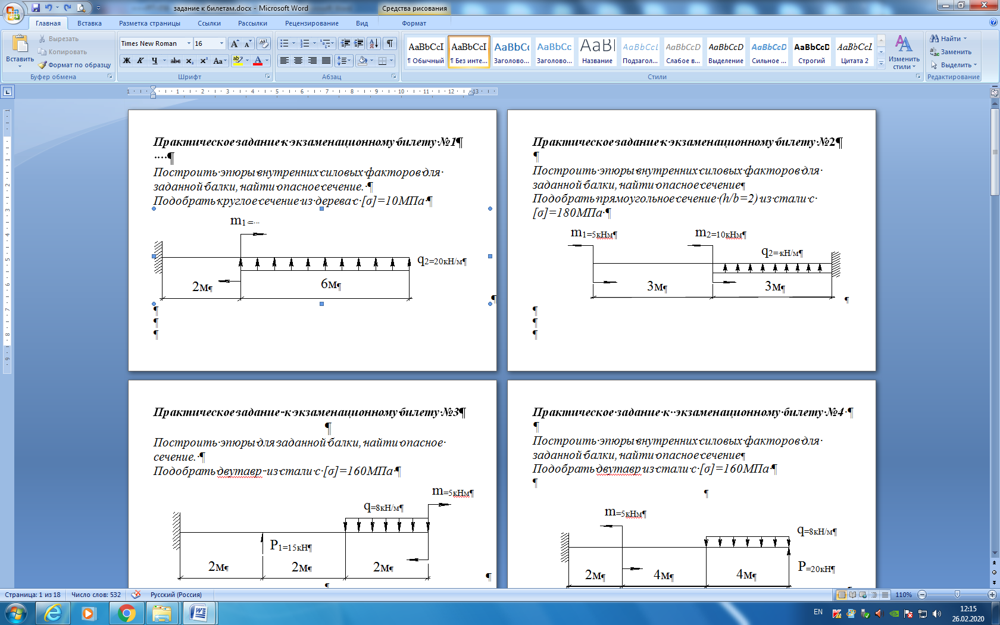 задание к билетам.docx - Microsoft Word
Средства рисования
Главная
Вставка
Разметка страницы
Ссылки
Рассылки
Рецензирование
Вид
Формат
Вставить
Вырезать
Копировать
Формат по образцу
Буфер обмена
Times New Roman
16
Шрифт
Абзац
AaBbCcI
¶ Обычный
AaBbCcI
¶ Без инте...
AaBbCc
Заголово...
AaBbCc
Заголово...
AaBl
Название
AaBbCcL
Подзагол...
AaBbCcD
Слабое в...
AaBbCcD
Выделение
AaBbCcD
Сильное ...
AaBbCcD
Строгий
AaBbCcL
Цитата 2
Стили
Изменить
стили
Найти
Заменить
Выделить
Редактирование
Практическое·задание·к·экзаменационному·билету·№1¶
····¶
Построить·эпюры·внутренних·силовых·факторов·для·
заданной·балки,·найти·опасное·сечение.·¶
Подобрать·круглое·сечение·из·дерева·с·[σ]=10МПа·¶
m1=···
q2=20кН/м¶
2м¶
6м¶
¶
¶
¶
¶
Практическое·задание·к·экзаменационному·билету·№2¶
¶
Построить·эпюры·внутренних·силовых·факторов·для·
заданной·балки,·найти·опасное·сечение¶
Подобрать·прямоугольное·сечение·(h/b=2)·из·стали·с·
[σ]=180МПа·¶
m1=5кНм¶
m2=10кНм¶
q2=·кН/м¶
3м¶
3м¶
¶
¶
¶
¶
Практическое·задание··к·экзаменационному·билету·№3¶
¶
Построить·эпюры·для·заданной·балки,·найти·опасное·
сечение.·¶
Подобрать·двутавр··из·стали·с·[σ]=160МПа·¶
m=5кНм¶
q=8кН/м¶
P1=15кН¶
2м¶
2м¶
2м¶
¶
¶
Практическое·задание·к··экзаменационному·билету·№4·¶
¶
Построить·эпюры·внутренних·силовых·факторов·для·
заданной·балки,·найти·опасное·сечение¶
Подобрать·двутавр·из·стали·с·[σ]=160МПа·¶
¶
¶
m=5кНм¶
q=8кН/м¶
P=20кН¶
2м¶
4м¶
4м¶
Страница: 1 из 18
Число слов: 532
Русский (Россия)
110%
EN
12:15
26.02.2020